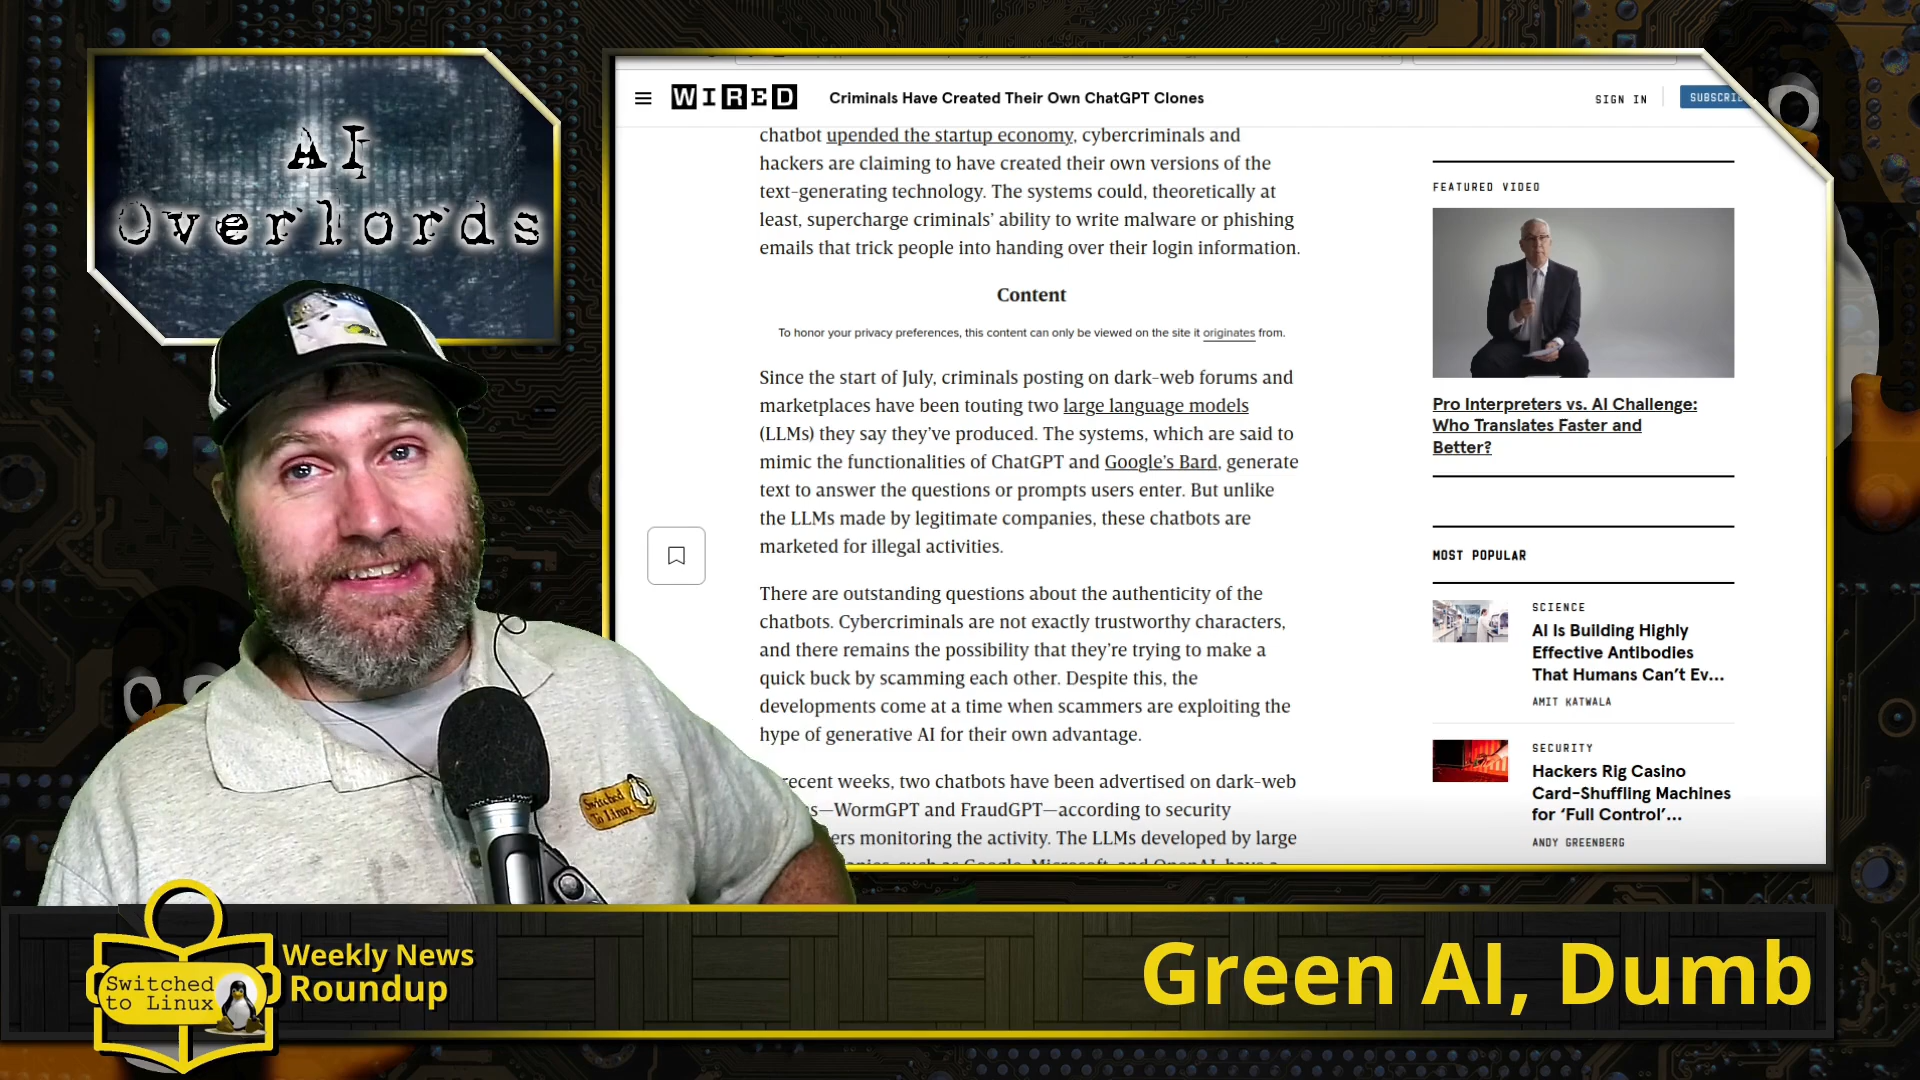 AI
Overlords
WIRED
Criminals Have Created Their Own ChatGPT Clones
SIGN IN
chatbot upended the startup economy, cybercriminals and
hackers are claiming to have created their own versions of the
text-generating technology. The systems could, theoretically at
least, supercharge criminals' ability to write malware or phishing
emails that trick people into handing over their login information.
Content
To honor your privacy preferences, this content can only be viewed on the site it originates from.
Since the start of July, criminals posting on dark-web forums and
marketplaces have been touting two large language models
(LLMs) they say they've produced. The systems, which are said to
mimic the functionalities of ChatGPT and Google's Bard, generate
text to answer the questions or prompts users enter. But unlike
the LLMs made by legitimate companies, these chatbots are
marketed for illegal activities.
There are outstanding questions about the authenticity of the
chatbots. Cybercriminals are not exactly trustworthy characters,
and there remains the possibility that they're trying to make a
quick buck by scamming each other. Despite this, the
developments come at a time when scammers are exploiting the
hype of generative AI for their own advantage.
recent weeks, two chatbots have been advertised on dark-web
—WormGPT and FraudGPT—according to security
monitoring the activity. The LLMs developed by large
FEATURED VIDEO
Pro Interpreters vs. AI Challenge:
Who Translates Faster and
Better?
MOST POPULAR
SCIENCE
AI Is Building Highly
Effective Antibodies
That Humans Can't Ev...
AMIT KATWALA
SECURITY
Hackers Rig Casino
Card-Shuffling Machines
for 'Full Control'...
ANDY GREENBERG
Switched
To Linux
Switched
to Linux
Weekly News
Roundup
Green AI, Dumb